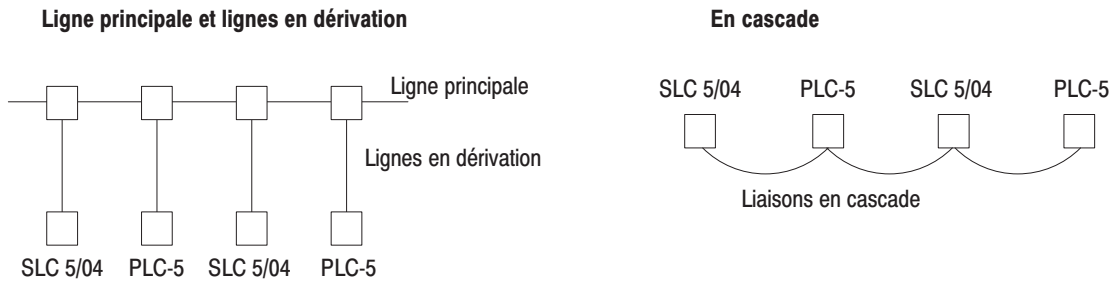 Ligne principale et lignes en dérivation
Ligne principale
Lignes en dérivation
SLC 5/04 PLC-5 SLC 5/04 PLC-5
En cascade
SLC 5/04 PLC-5 SLC 5/04 PLC-5
Liaisons en cascade